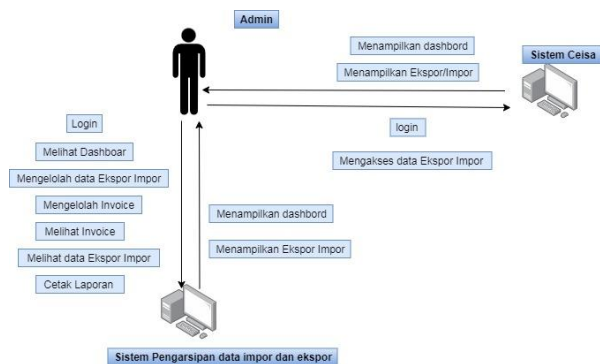 Admin
Menampilkan dashbord
Sistem Ceisa
Menampilkan Ekspor/Impor
Login
login
Melihat Dashboar
Mengakses data Ekspor Impor
Mengelolah data Ekspor Impor
Mengelolah Invoice
Menampilkan dashbord
Melihat Invoice
Menampilkan Ekspor Impor
Melihat data Ekspor Impor
Cetak Laporan
Sistem Pengarsipan data impor dan ekspor